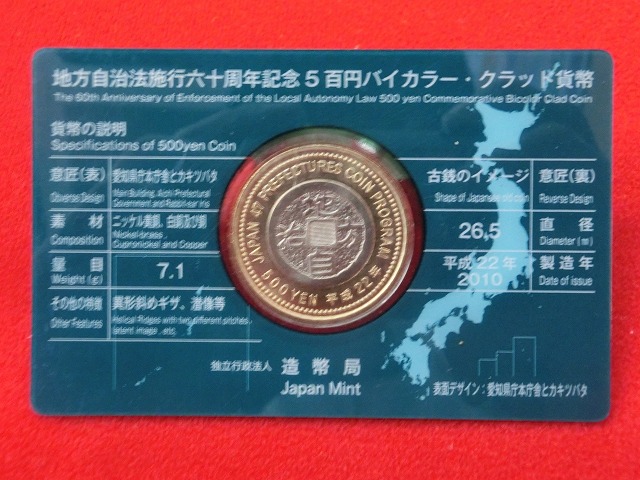 地方自治法施行六十周年記念5百円バイカラー・クラッド貨幣
The 60th Anniversary of Enforcement of the Local Autonomy Law 500 yen Commemorative Bicolor Clad Coin
貨幣の説明
Specifications of 500yen Coin
意匠(表) 愛知県庁本庁舎とカキツバタ
Obverse Design Main Building, Aichi Prefectural
Government and Rabbit-ear Iris
素材 ニッケル黄銅、白銅及び銅
Composition Nickel-brass,
Cupronickel and Copper
量目 7.1
Weight (g)
その他の特徴 異形斜めギザ、潜像等
Other Features Helical Ridges with two different pitches,
latent image, etc.
JAPAN 47 PREFECTURES COIN PROGRAM
500YEN 平成22年
古銭のイメージ 意匠(裏)
Shape of Japanese old coin Reverse Design
26.5 直径
Diameter (m)
平成22年 製造年
2010 Date of issue
独立行政法人 造幣局
Japan Mint
表面デザイン:愛知県庁本庁舎とカキツバタ